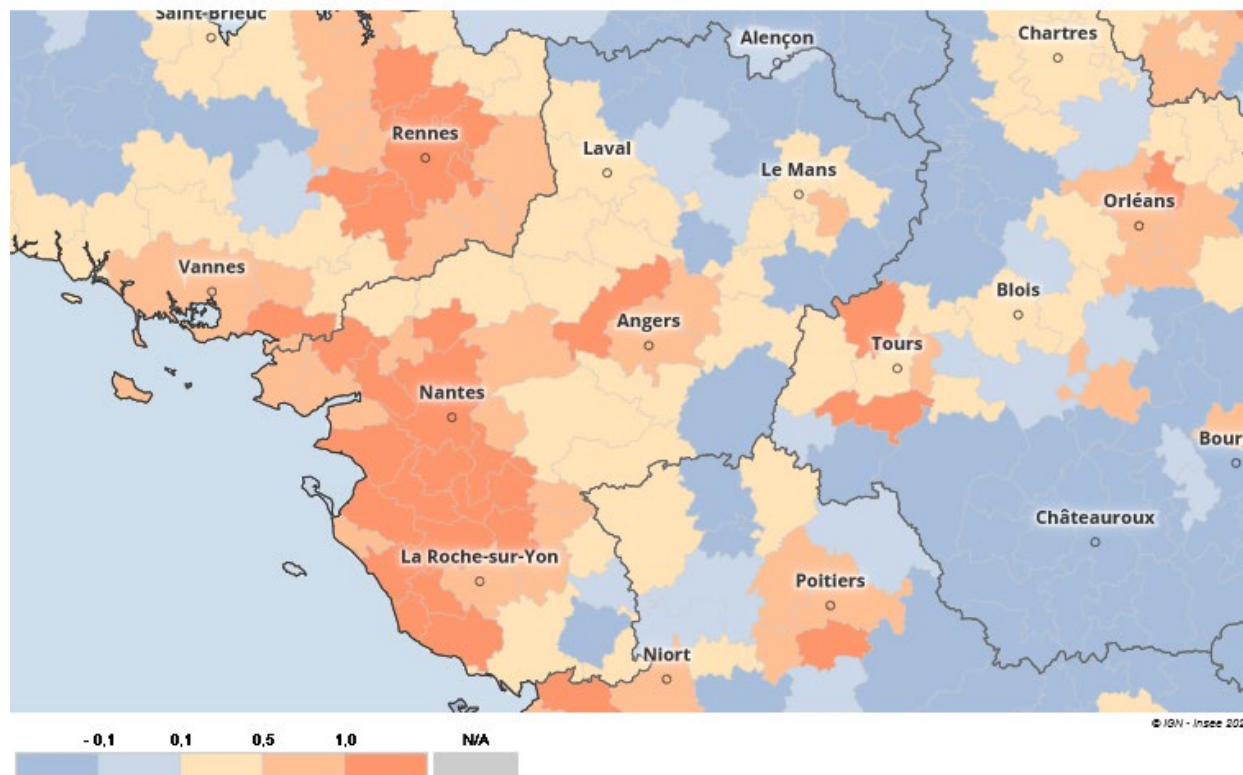 Saint-Brieuc
Alençon
Chartres
Rennes
Laval
Le Mans
Orléans
Vannes
Blois
Angers
Tours
Nantes
Bour
Châteauroux
La Roche-sur-Yon
Poitiers
Niort
© IGN - Insee 202
- 0,1 0,1 0,5 1,0 N/A